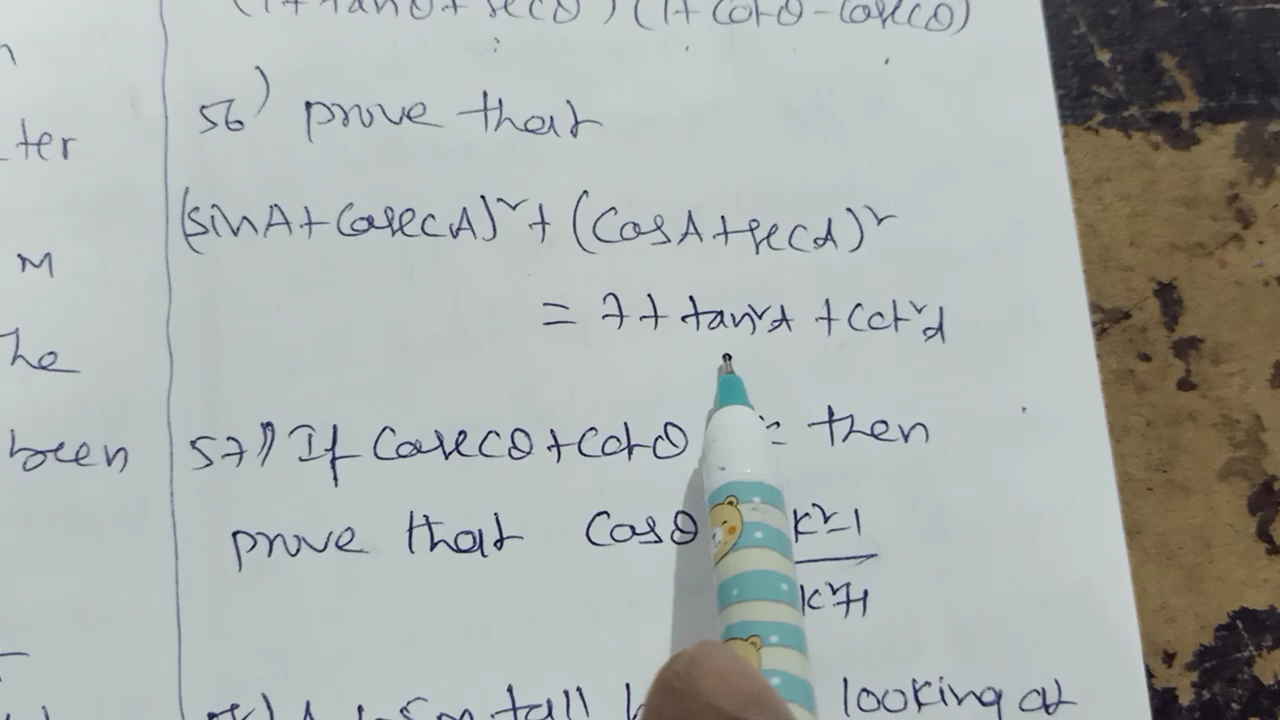 (1+tanθ+secθ)(1+cotθ-cosecθ)
56) prove that
(sinA+cosecA)²+(cosA+secA)²
= 7+tan²A+cot²A
57) If cosecθ+cotθ = then
prove that cosθ
k²-1
k²+1
tall
looking at
ter
M
he
been